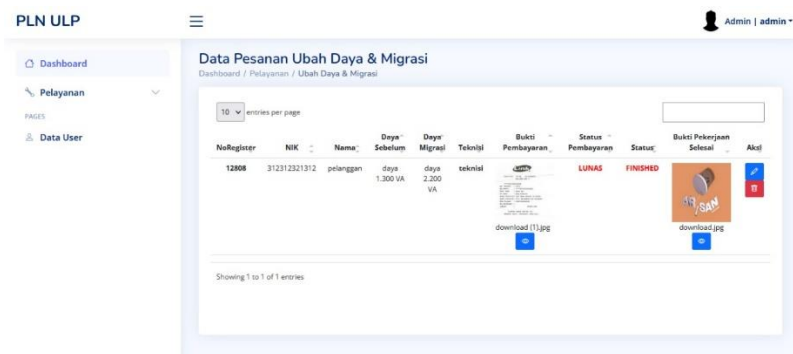 PLN ULP
Admin | admin
Dashboard
Pelayanan
PAGES
Data User
Data Pesanan Ubah Daya & Migrasi
Dashboard / Pelayanan / Ubah Daya & Migrasi
10 entries per page
NoRegister NIK Nama Daya Sebelum Daya Migrasi Teknisi Bukti Pembayaran Status Pembayaran Status Bukti Pekerjaan Selesai Aksi
12808 312312321312 pelanggan daya 1.300 VA daya 2.200 VA teknisi LUNAS FINISHED
download (1).jpg download.jpg
Showing 1 to 1 of 1 entries